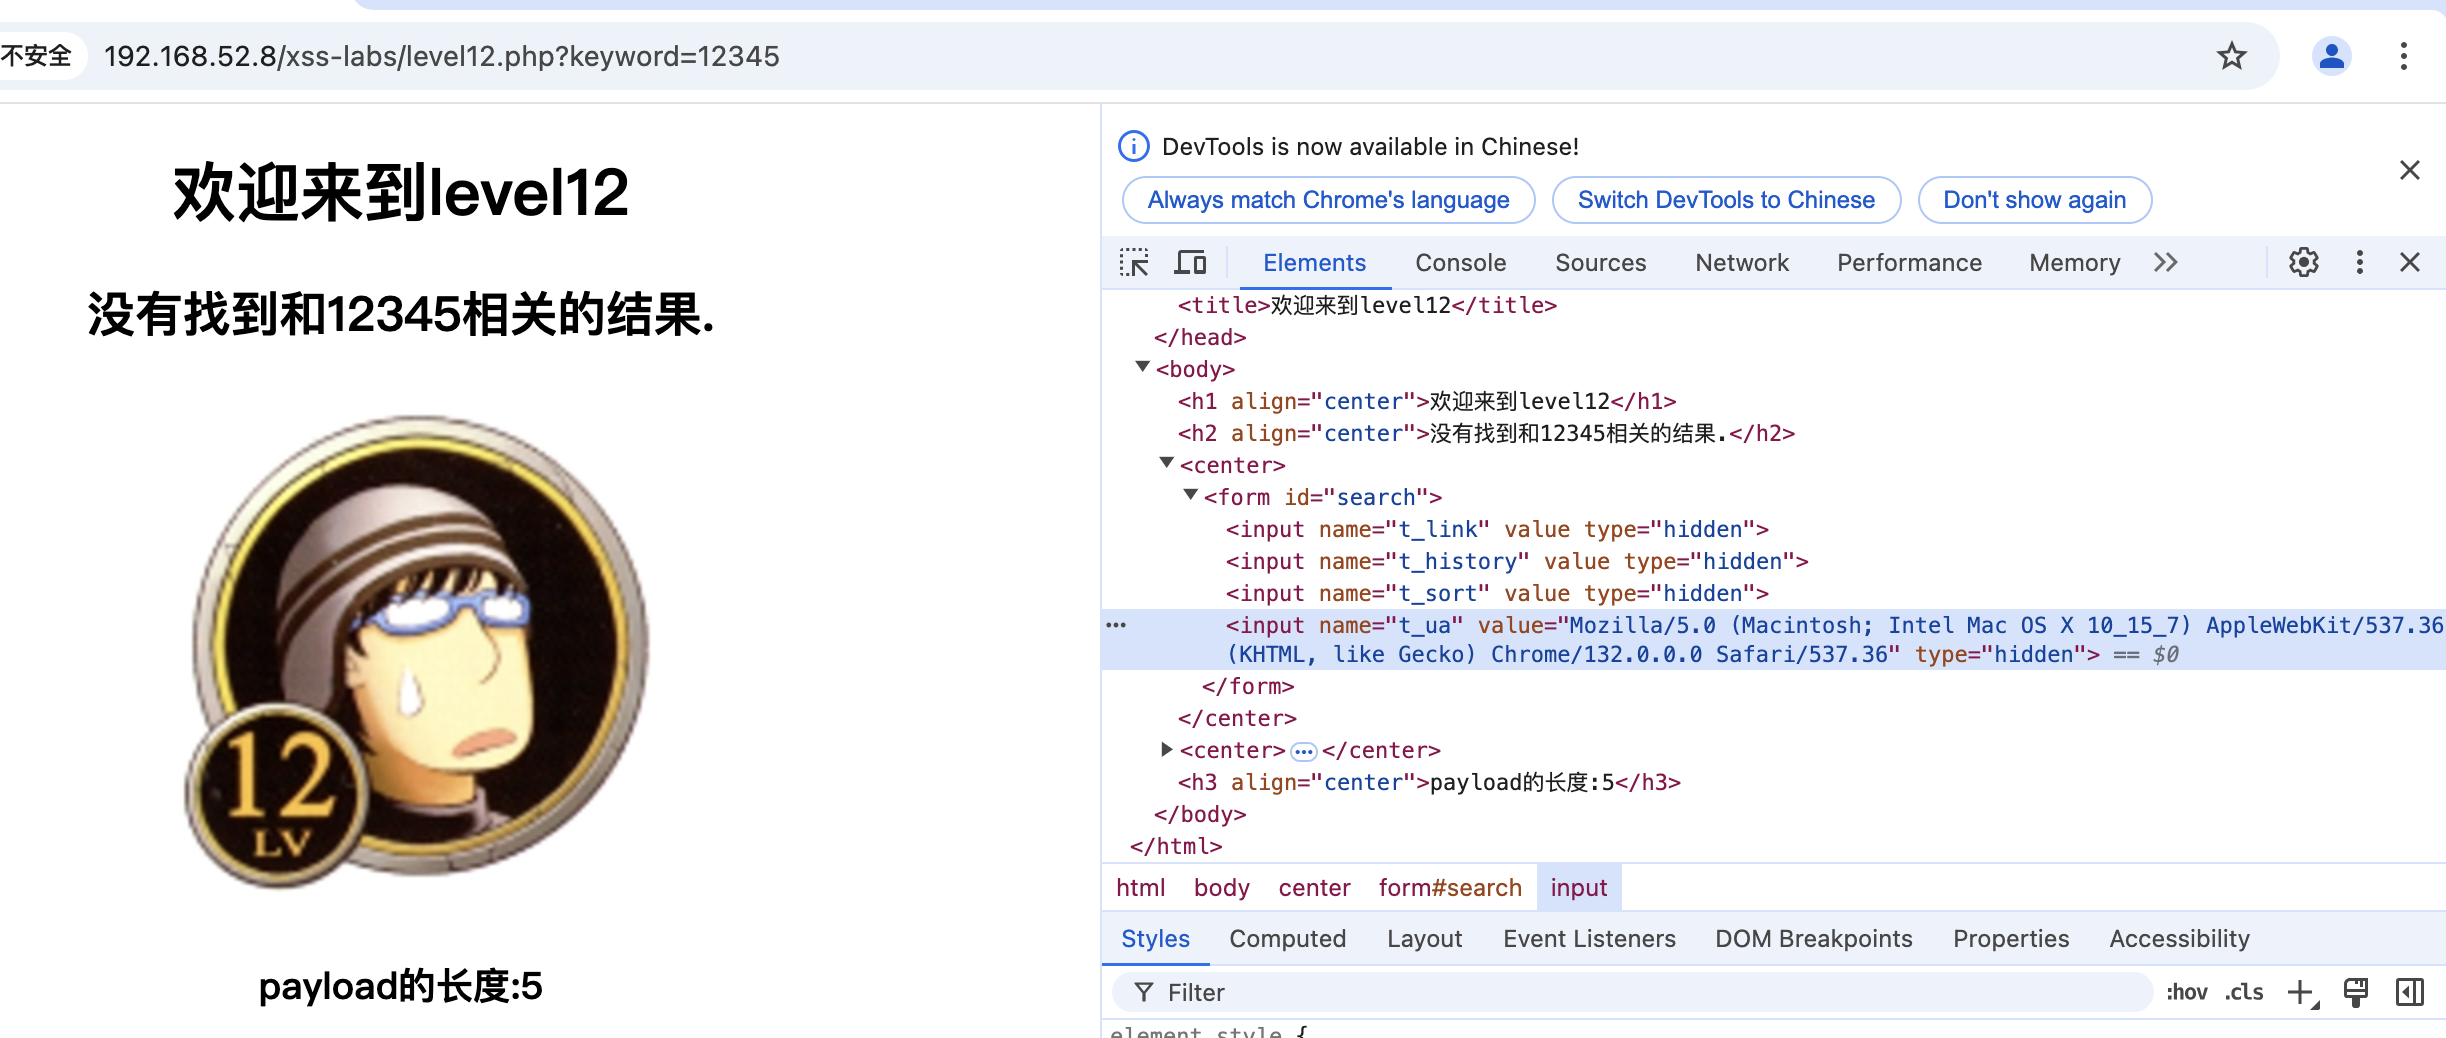 不安全 192.168.52.8/xss-labs/level12.php?keyword=12345
欢迎来到level12
没有找到和12345相关的结果.
12
LV
payload的长度:5
DevTools is now available in Chinese!
Always match Chrome's language Switch DevTools to Chinese Don't show again
Elements Console Sources Network Performance Memory
<title>欢迎来到level12</title>
</head>
<body>
<h1 align="center">欢迎来到level12</h1>
<h2 align="center">没有找到和12345相关的结果.</h2>
<center>
<form id="search">
<input name="t_link" value type="hidden">
<input name="t_history" value type="hidden">
<input name="t_sort" value type="hidden">
<input name="t_ua" value="Mozilla/5.0 (Macintosh; Intel Mac OS X 10_15_7) AppleWebKit/537.36
(KHTML, like Gecko) Chrome/132.0.0.0 Safari/537.36" type="hidden"> == $0
</form>
</center>
<center>…</center>
<h3 align="center">payload的长度:5</h3>
</body>
</html>
html body center form#search input
Styles Computed Layout Event Listeners DOM Breakpoints Properties Accessibility
Filter :hov .cls
element.style {